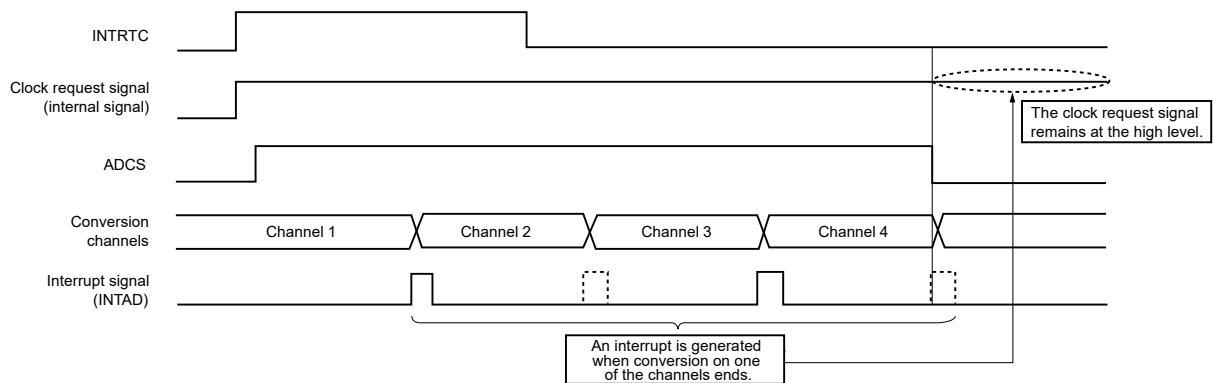 INTRTC
Clock request signal
(internal signal)
The clock request signal
remains at the high level.
ADCS
Conversion
channels
Channel 1
Channel 2
Channel 3
Channel 4
Interrupt signal
(INTAD)
An interrupt is generated
when conversion on one
of the channels ends.